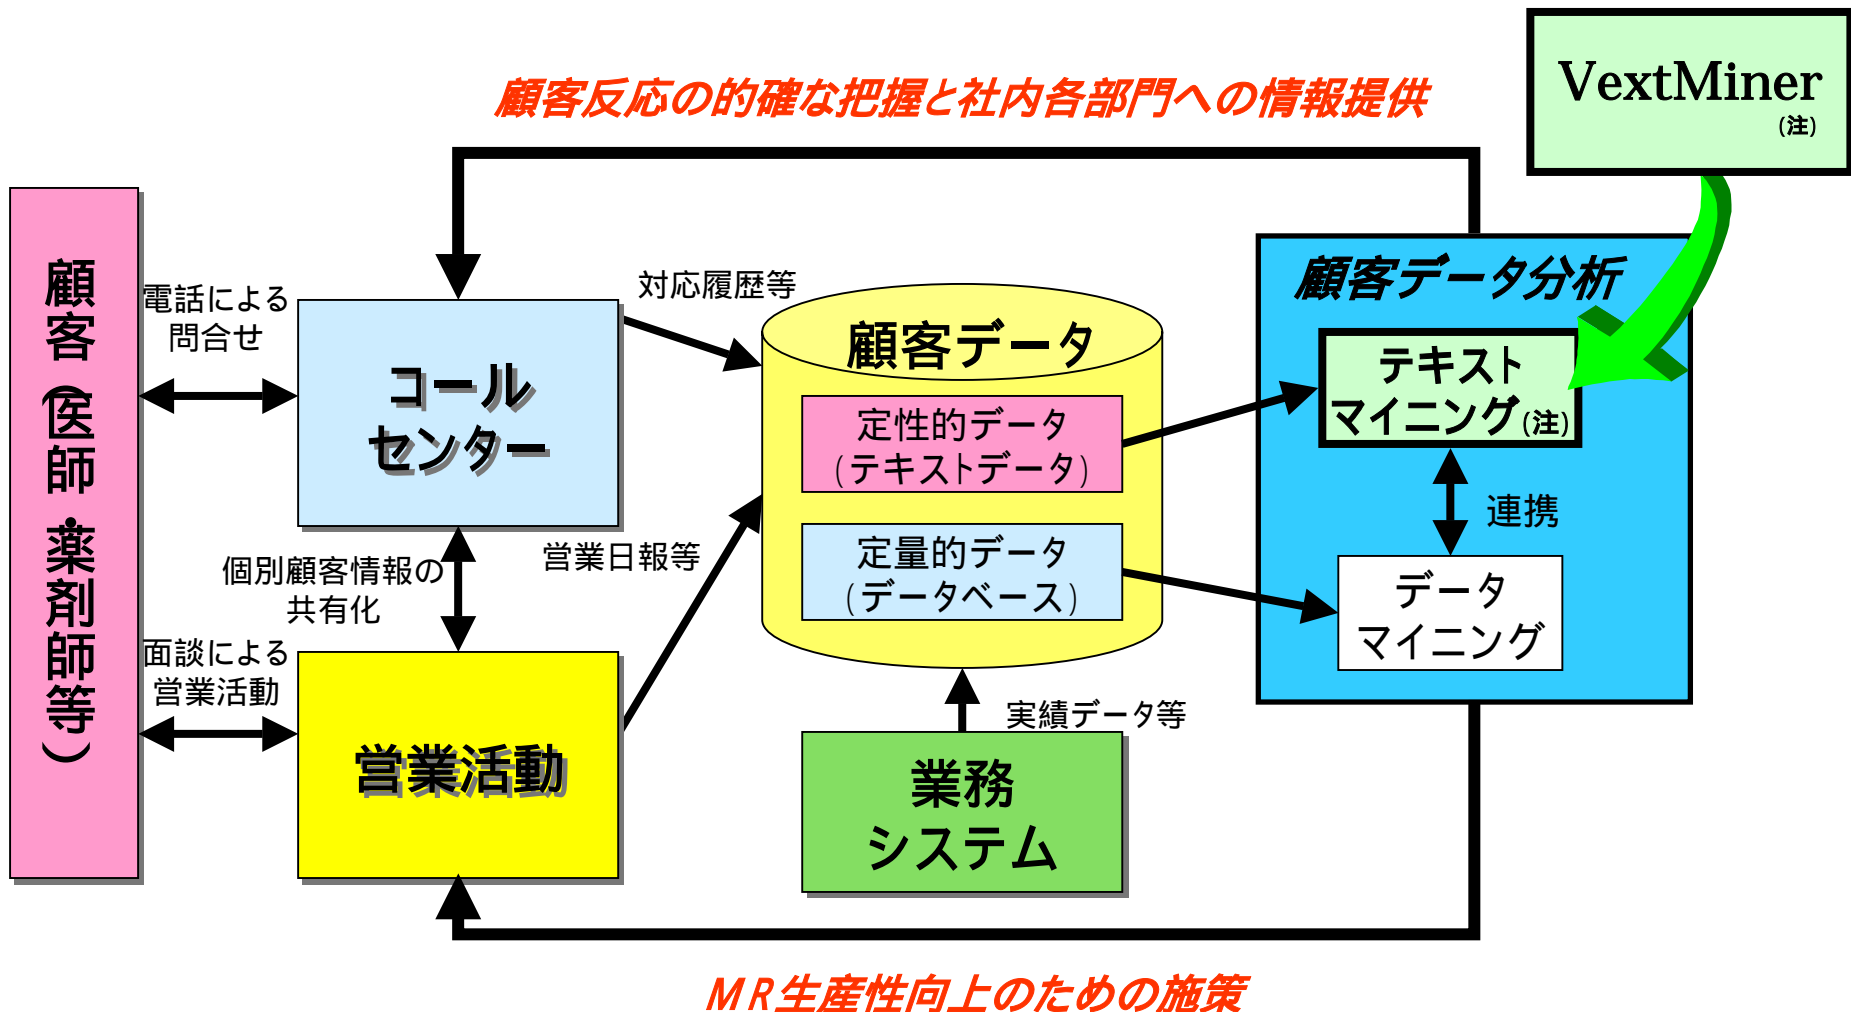 VextMiner
(注)
顧客反応の的確な把握と社内各部門への情報提供
顧客（医師・薬剤師等）
電話による
問合せ
コール
センター
対応履歴等
顧客データ
定性的データ
(テキストデータ)
定量的データ
(データベース)
顧客データ分析
テキスト
マイニング(注)
連携
データ
マイニング
個別顧客情報の
共有化
営業日報等
面談による
営業活動
営業活動
実績データ等
業務
システム
ＭＲ生産性向上のための施策